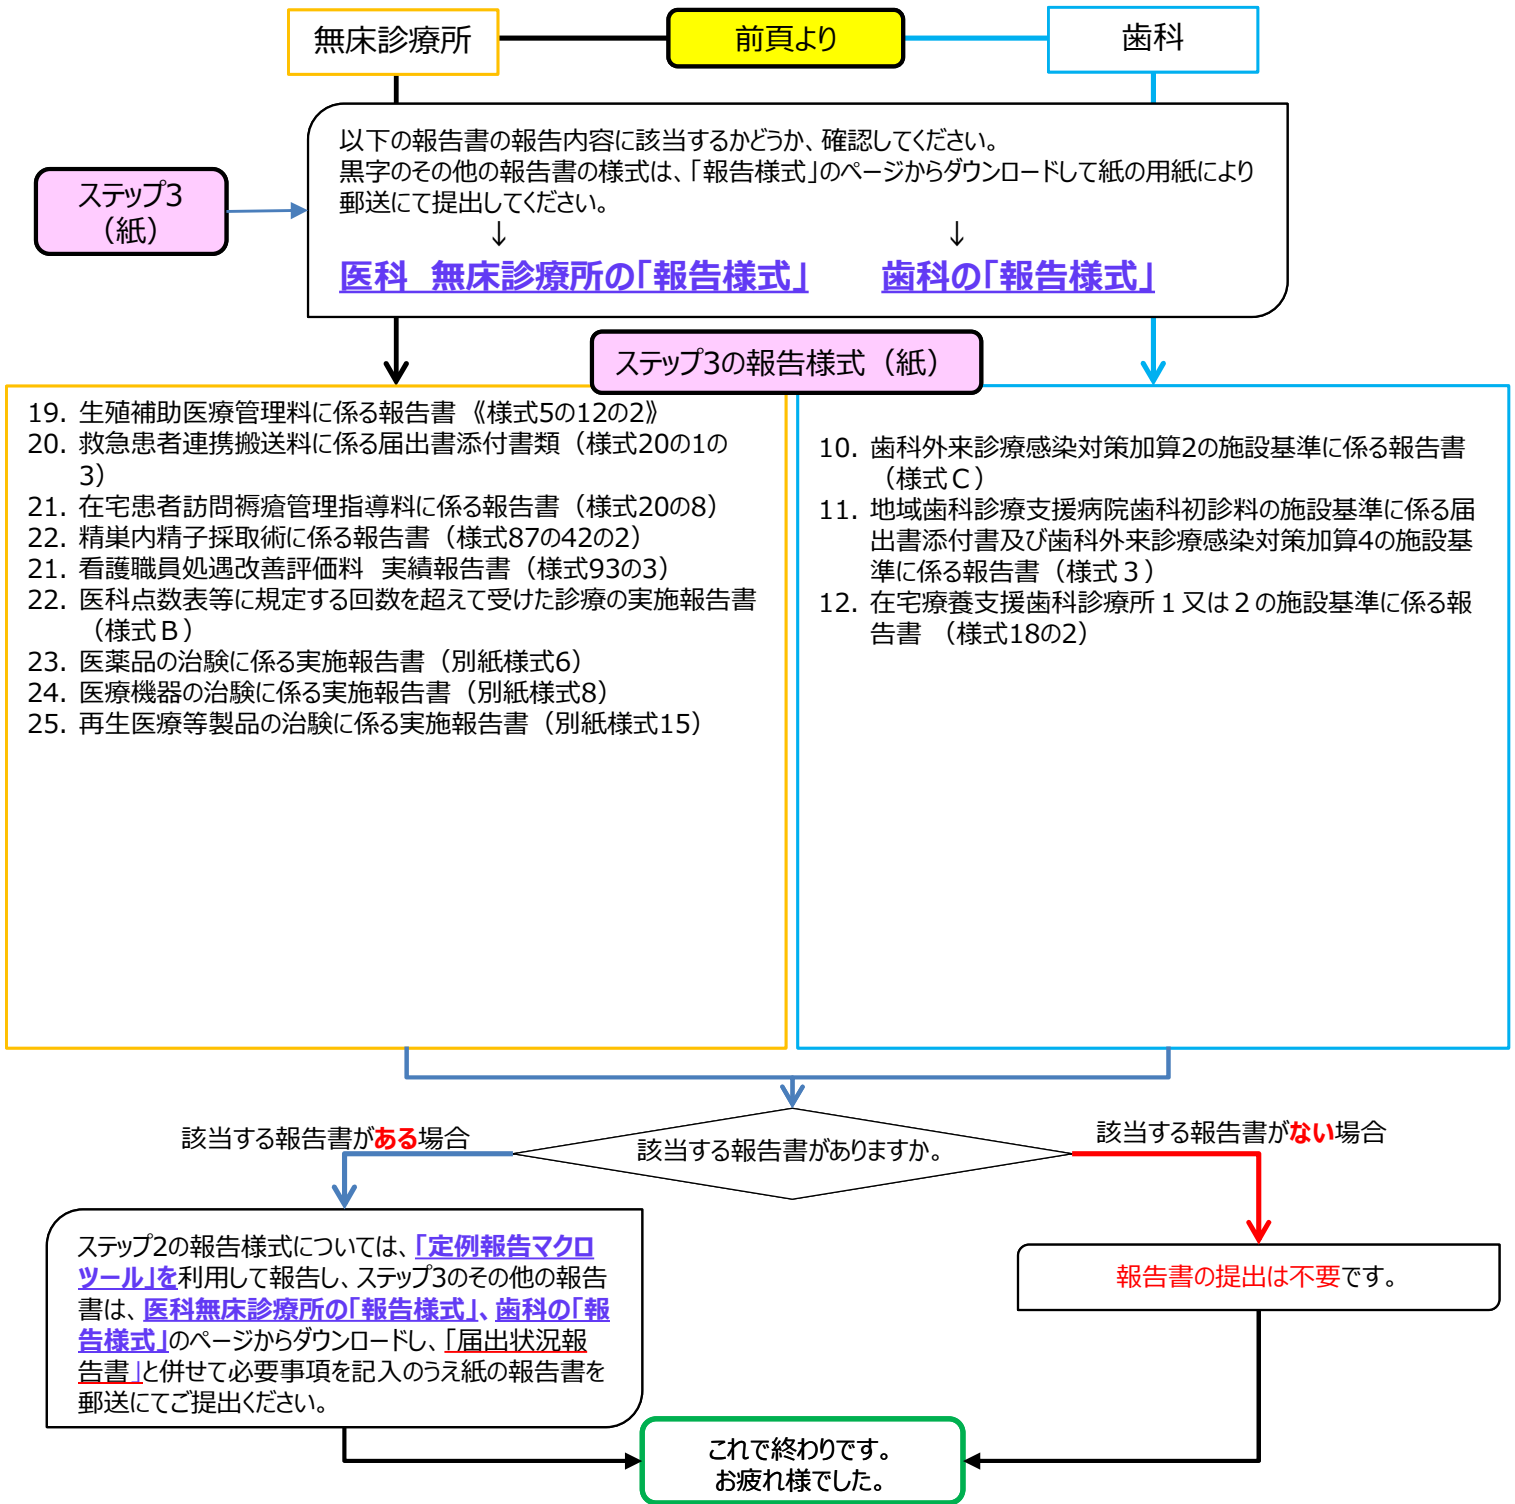 無床診療所
前頁より
歯科
以下の報告書の報告内容に該当するかどうか、確認してください。
黒字のその他の報告書の様式は、「報告様式」のページからダウンロードして紙の用紙により
郵送にて提出してください。
↓ ↓
医科　無床診療所の「報告様式」 歯科の「報告様式」
ステップ3
（紙）
ステップ3の報告様式（紙）
19. 生殖補助医療管理料に係る報告書《様式5の12の2》
20. 救急患者連携搬送料に係る届出書添付書類（様式20の1の
3）
21. 在宅患者訪問褥瘡管理指導料に係る報告書（様式20の8）
22. 精巣内精子採取術に係る報告書（様式87の42の2）
21. 看護職員処遇改善評価料　実績報告書（様式93の3）
22. 医科点数表等に規定する回数を超えて受けた診療の実施報告書
（様式Ｂ）
23. 医薬品の治験に係る実施報告書（別紙様式6）
24. 医療機器の治験に係る実施報告書（別紙様式8）
25. 再生医療等製品の治験に係る実施報告書（別紙様式15）
10. 歯科外来診療感染対策加算2の施設基準に係る報告書
（様式Ｃ）
11. 地域歯科診療支援病院歯科初診料の施設基準に係る届
出書添付書及び歯科外来診療感染対策加算4の施設基
準に係る報告書（様式３）
12. 在宅療養支援歯科診療所１又は２の施設基準に係る報
告書　（様式18の2）
該当する報告書がある場合
該当する報告書がありますか。
該当する報告書がない場合
ステップ2の報告様式については、「定例報告マクロ
ツール」を利用して報告し、ステップ3のその他の報告
書は、医科無床診療所の「報告様式」、歯科の「報
告様式」のページからダウンロードし、「届出状況報
告書」と併せて必要事項を記入のうえ紙の報告書を
郵送にてご提出ください。
報告書の提出は不要です。
これで終わりです。
お疲れ様でした。